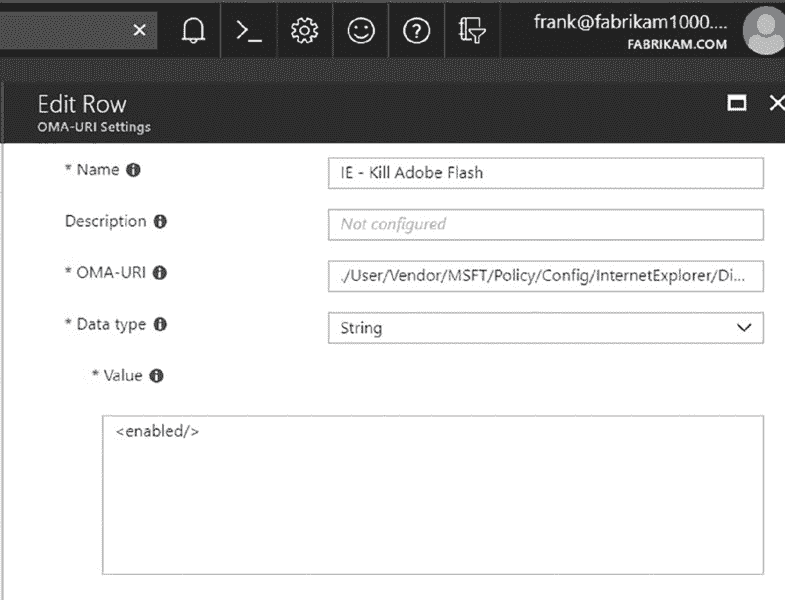 frank@fabrikam1000....
FABRIKAM.COM
Edit Row
OMA-URI Settings
* Name
IE - Kill Adobe Flash
Description
Not configured
* OMA-URI
./User/Vendor/MSFT/Policy/Config/InternetExplorer/Di...
* Data type
String
* Value
<enabled/>